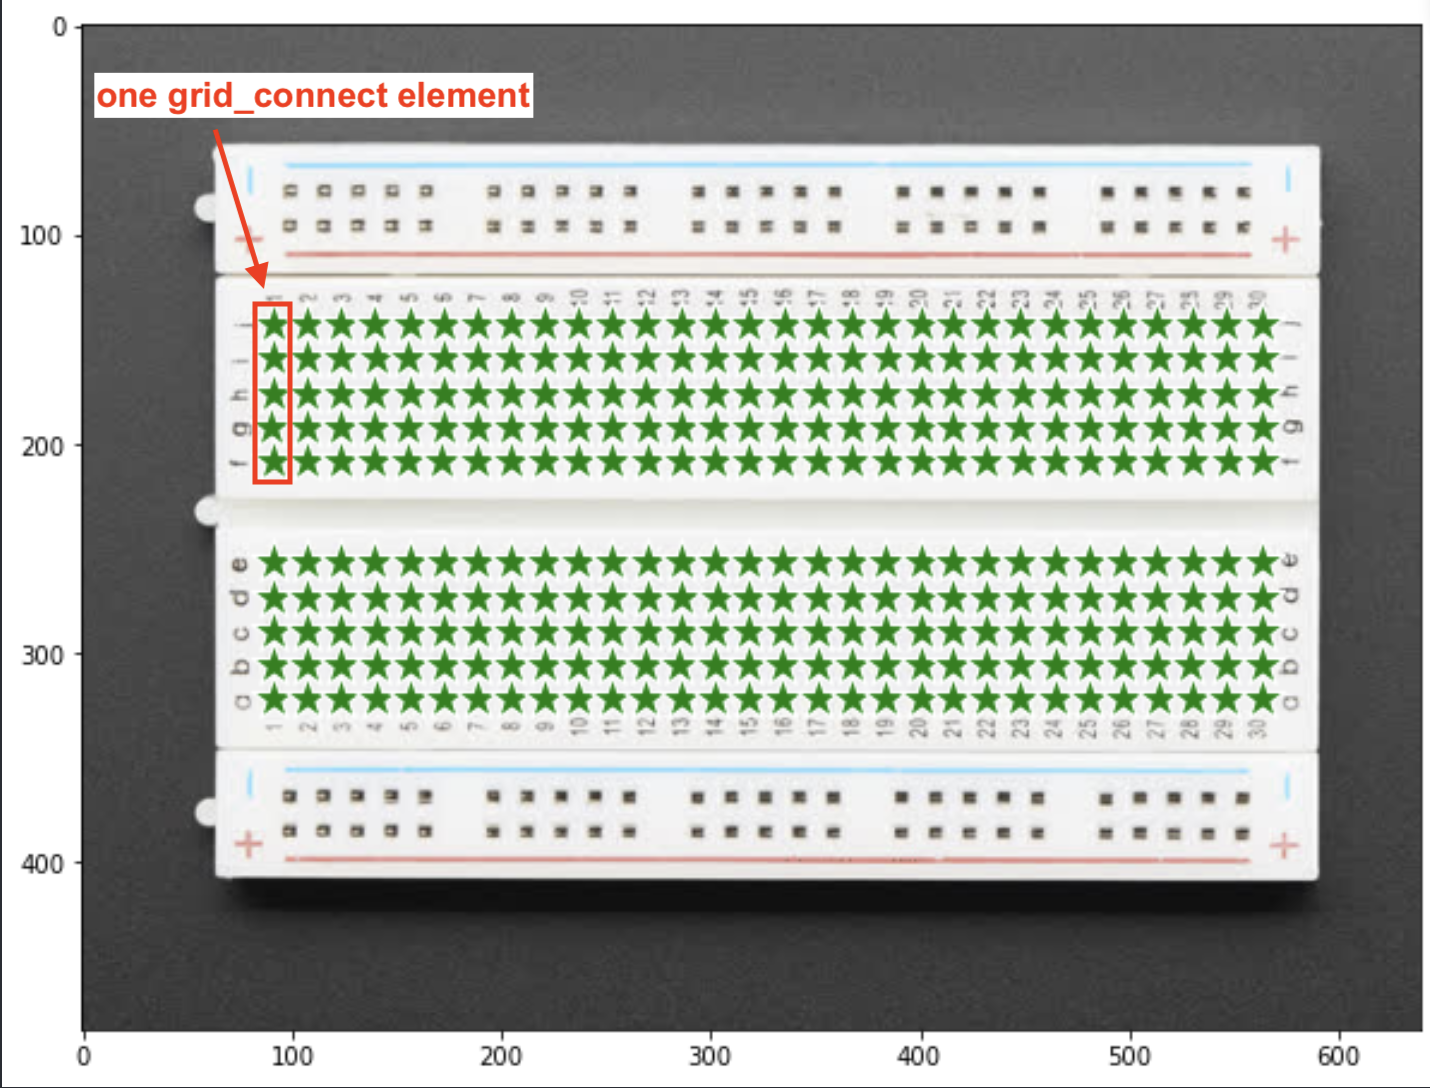 0
one grid_connect element
− −
100
+ +
1 2 3 4 5 6 7 8 9 10 11 12 13 14 15 16 17 18 19 20 21 22 23 24 25 26 27 28 29 30
j j
i i
h h
200
g g
f f
e e
d d
300
c c
b b
a a
1 2 3 4 5 6 7 8 9 10 11 12 13 14 15 16 17 18 19 20 21 22 23 24 25 26 27 28 29 30
− −
+ +
400
0 100 200 300 400 500 600